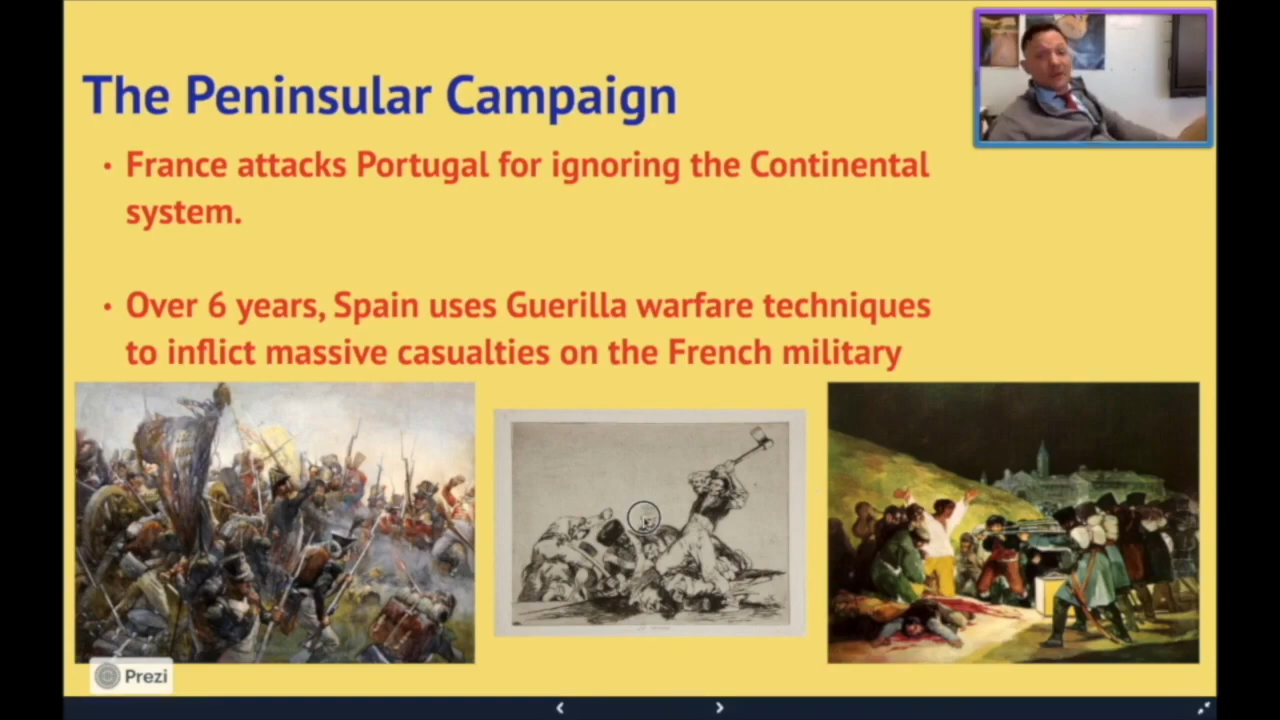 The Peninsular Campaign
· France attacks Portugal for ignoring the Continental
system.
· Over 6 years, Spain uses Guerilla warfare techniques
to inflict massive casualties on the French military
Prezi